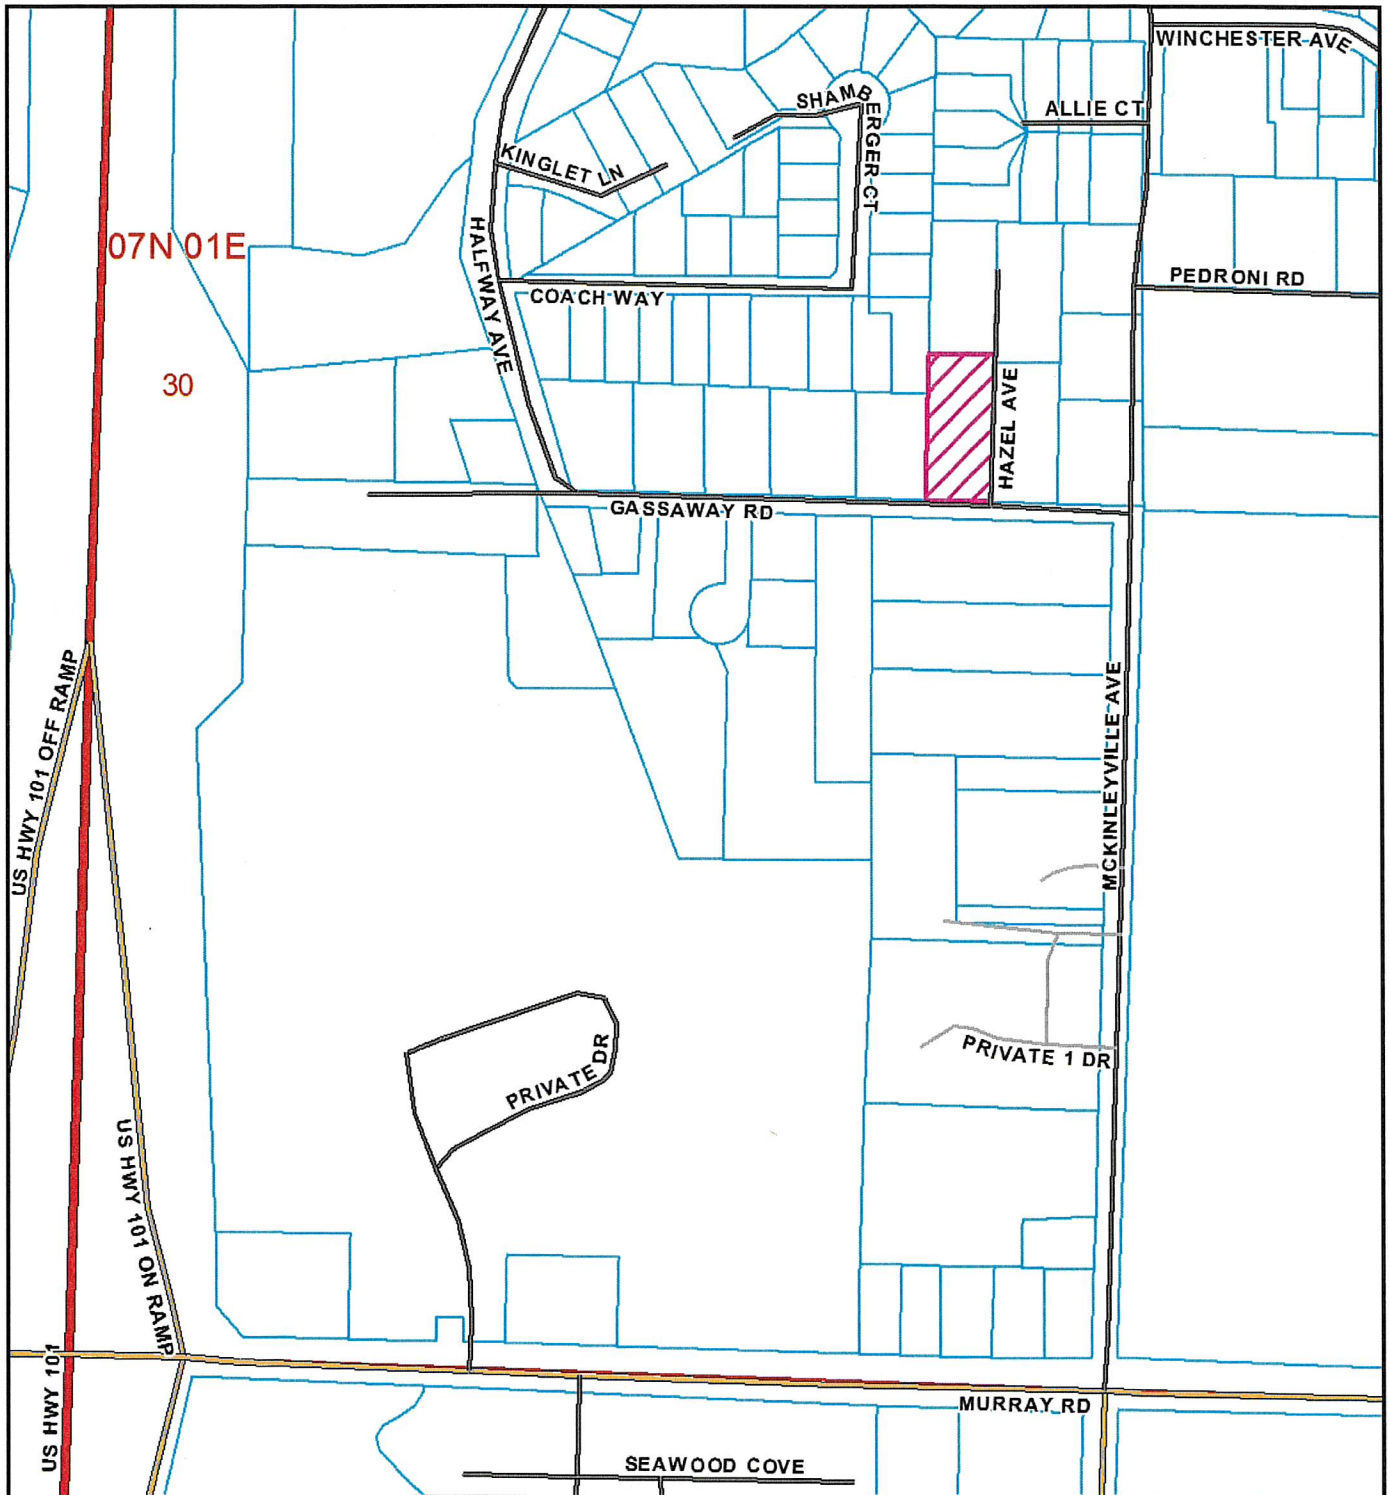 WINCHESTER AVE
SHAMBERGER CT
ALLIE CT
KINGLET LN
07N 01E
HALFWAY AVE
PEDRONI RD
COACH WAY
30
HAZEL AVE
GASSAWAY RD
US HWY 101 OFF RAMP
MCKINLEYVILLE AVE
PRIVATE DR
PRIVATE 1 DR
US HWY 101 ON RAMP
US HWY 101
MURRAY RD
SEAWOOD COVE